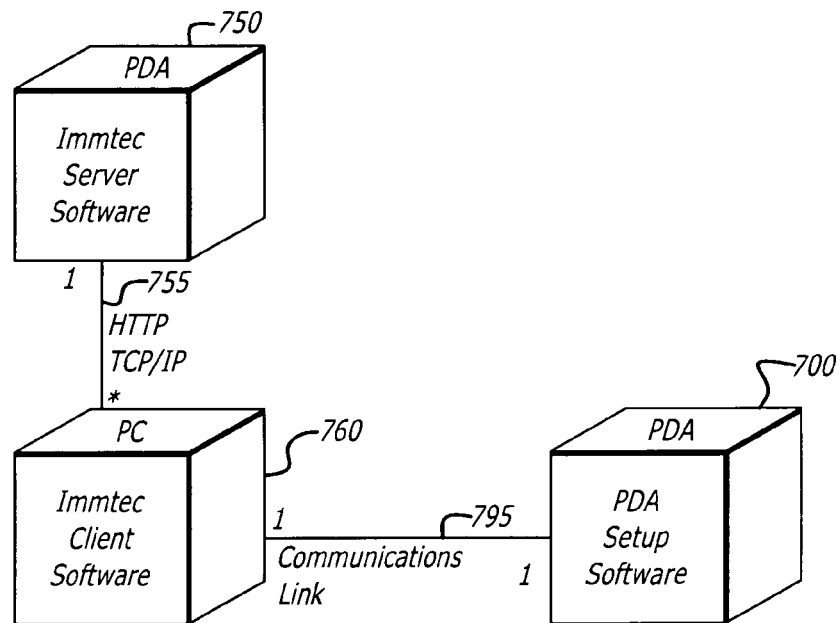 750
PDA
Immtec
Server
Software
1
755
HTTP
TCP/IP
*
PC
760
Immtec
Client
Software
1
795
Communications
Link
1
700
PDA
PDA
Setup
Software